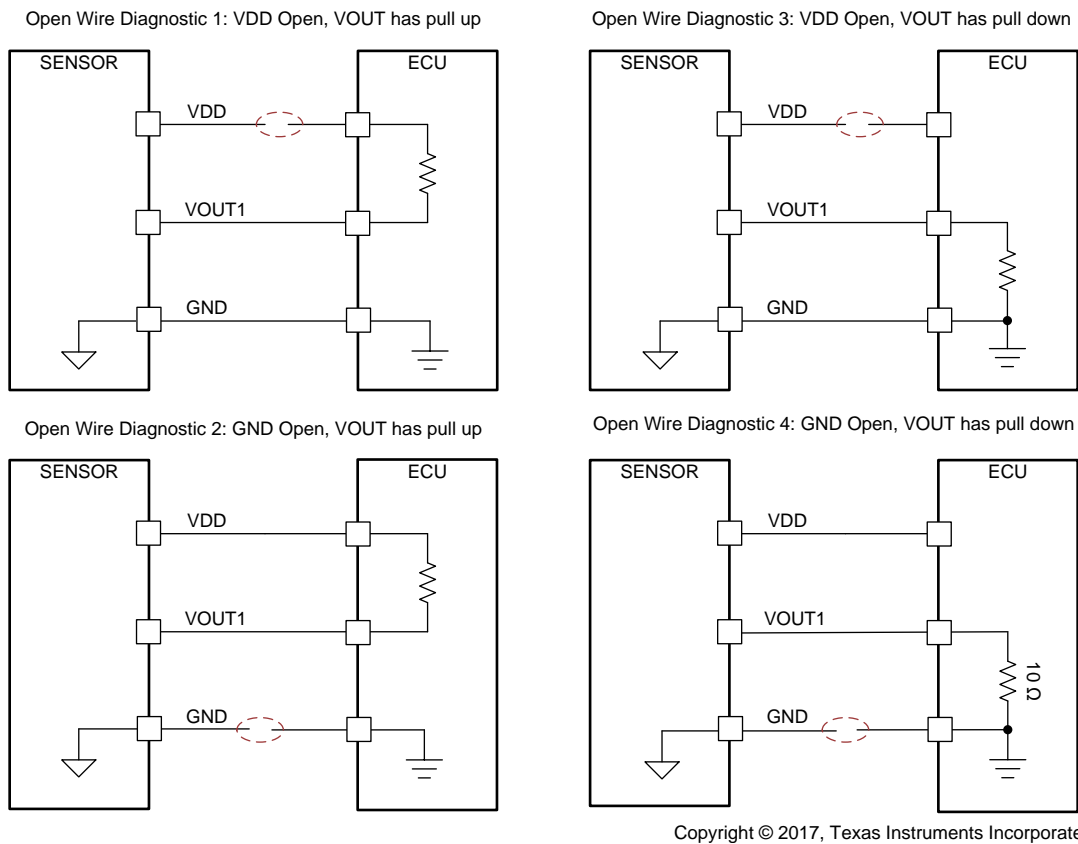 Open Wire Diagnostic 1: VDD Open, VOUT has pull up
SENSOR
ECU
VDD
VOUT1
GND
Open Wire Diagnostic 3: VDD Open, VOUT has pull down
SENSOR
ECU
VDD
VOUT1
GND
Open Wire Diagnostic 2: GND Open, VOUT has pull up
SENSOR
ECU
VDD
VOUT1
GND
Open Wire Diagnostic 4: GND Open, VOUT has pull down
SENSOR
ECU
VDD
VOUT1
10 Ω
GND
Copyright © 2017, Texas Instruments Incorporate